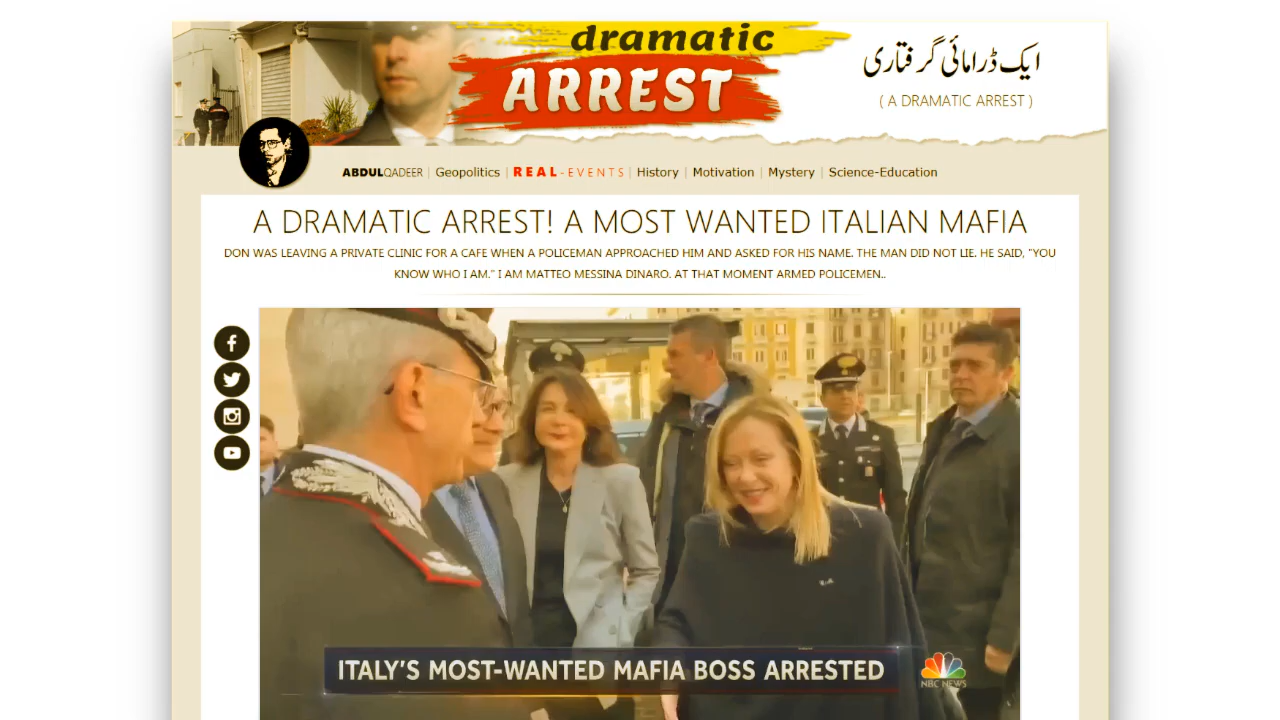 dramatic
ARREST
ایک ڈرامائی گرفتاری
( A DRAMATIC ARREST )
ABDULQADEER | Geopolitics | REAL-EVENTS | History | Motivation | Mystery | Science-Education
A DRAMATIC ARREST! A MOST WANTED ITALIAN MAFIA
DON WAS LEAVING A PRIVATE CLINIC FOR A CAFE WHEN A POLICEMAN APPROACHED HIM AND ASKED FOR HIS NAME. THE MAN DID NOT LIE. HE SAID, "YOU
KNOW WHO I AM." I AM MATTEO MESSINA DINARO. AT THAT MOMENT ARMED POLICEMEN..
ITALY'S MOST-WANTED MAFIA BOSS ARRESTED
NBC NEWS